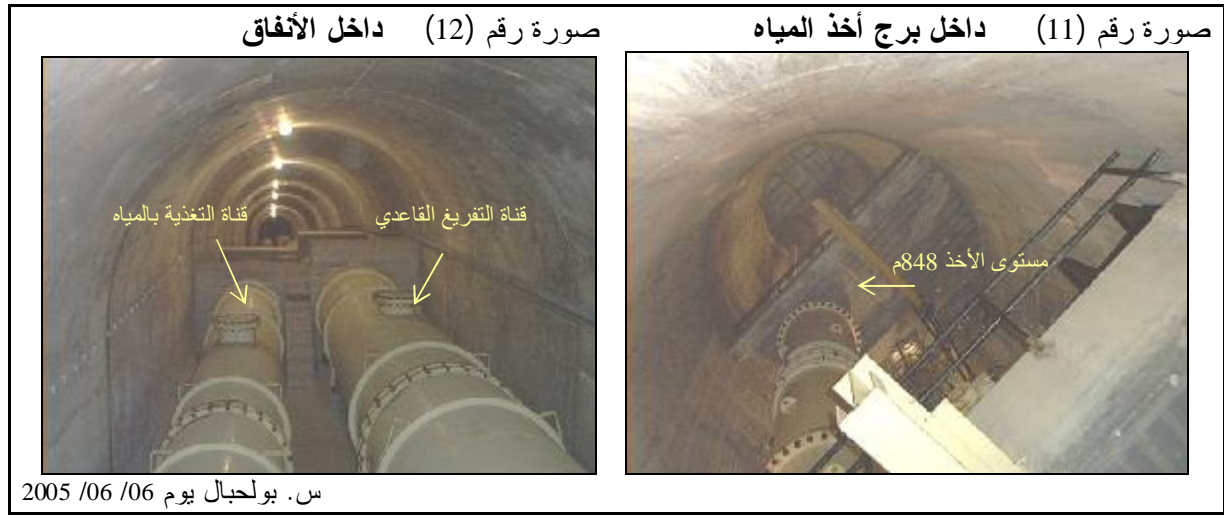 صورة رقم (11) داخل برج أخذ المياه
صورة رقم (12) داخل الأنفاق
مستوى الأخذ 848م
قناة التفريغ القاعدي
قناة التغذية بالمياه
س. بولحبال يوم 06/ 06/ 2005